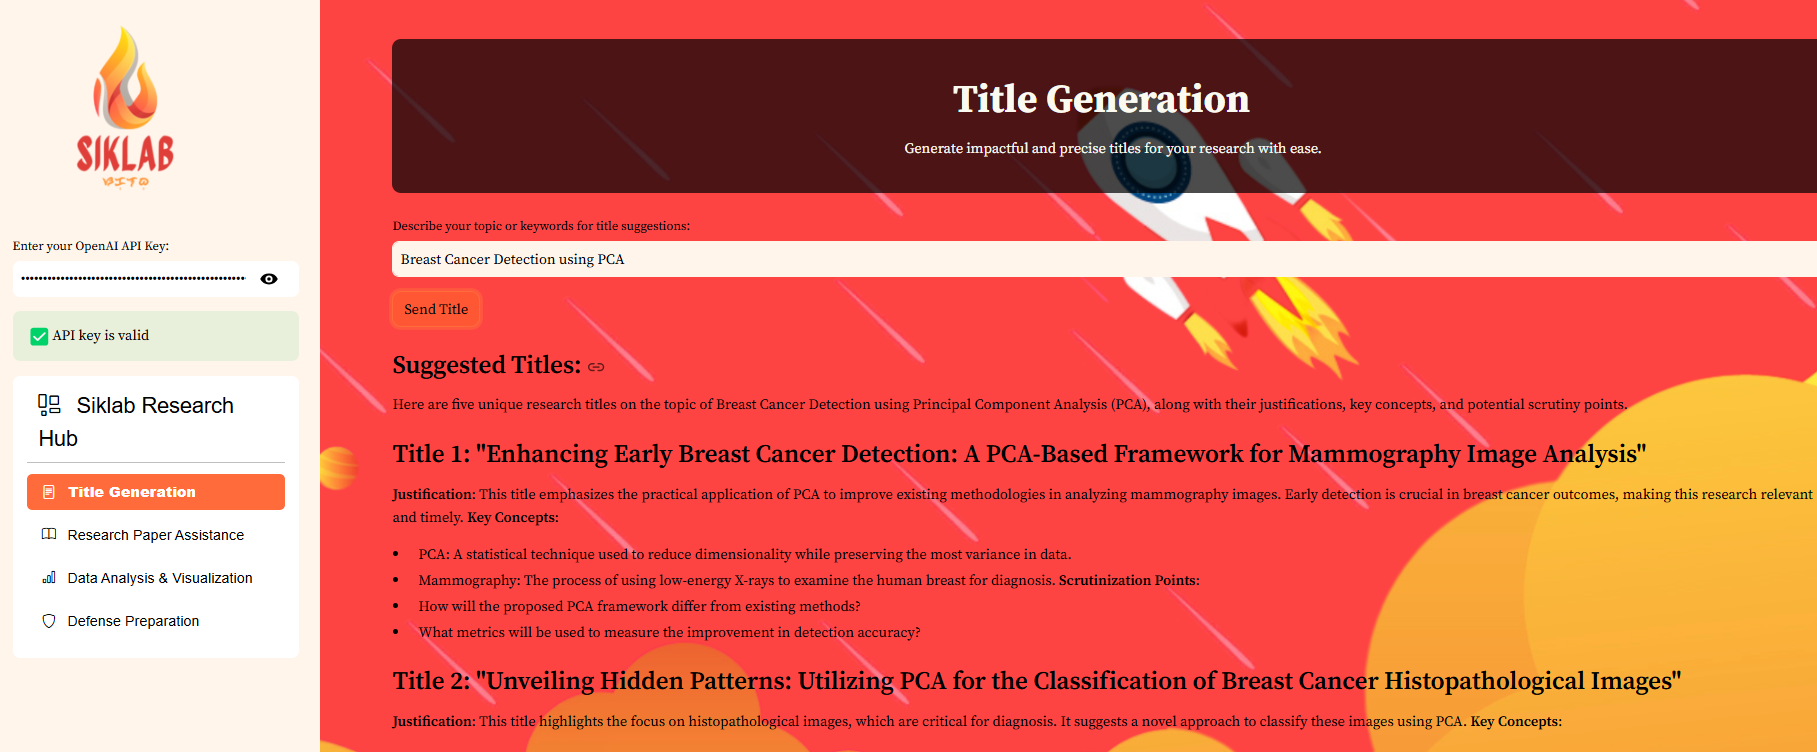 SIKLAB
Enter your OpenAI API Key:
API key is valid
Siklab Research
Hub
Title Generation
Research Paper Assistance
Data Analysis & Visualization
Defense Preparation
Title Generation
Generate impactful and precise titles for your research with ease.
Describe your topic or keywords for title suggestions:
Breast Cancer Detection using PCA
Send Title
Suggested Titles:
Here are five unique research titles on the topic of Breast Cancer Detection using Principal Component Analysis (PCA), along with their justifications, key concepts, and potential scrutiny points.
Title 1: "Enhancing Early Breast Cancer Detection: A PCA-Based Framework for Mammography Image Analysis"
Justification: This title emphasizes the practical application of PCA to improve existing methodologies in analyzing mammography images. Early detection is crucial in breast cancer outcomes, making this research relevant
and timely. Key Concepts:
• PCA: A statistical technique used to reduce dimensionality while preserving the most variance in data.
• Mammography: The process of using low-energy X-rays to examine the human breast for diagnosis. Scrutinization Points:
• How will the proposed PCA framework differ from existing methods?
• What metrics will be used to measure the improvement in detection accuracy?
Title 2: "Unveiling Hidden Patterns: Utilizing PCA for the Classification of Breast Cancer Histopathological Images"
Justification: This title highlights the focus on histopathological images, which are critical for diagnosis. It suggests a novel approach to classify these images using PCA. Key Concepts: